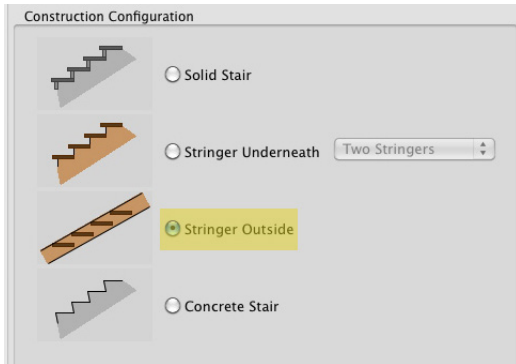 Construction Configuration
Solid Stair
Stringer Underneath Two Stringers
Stringer Outside
Concrete Stair